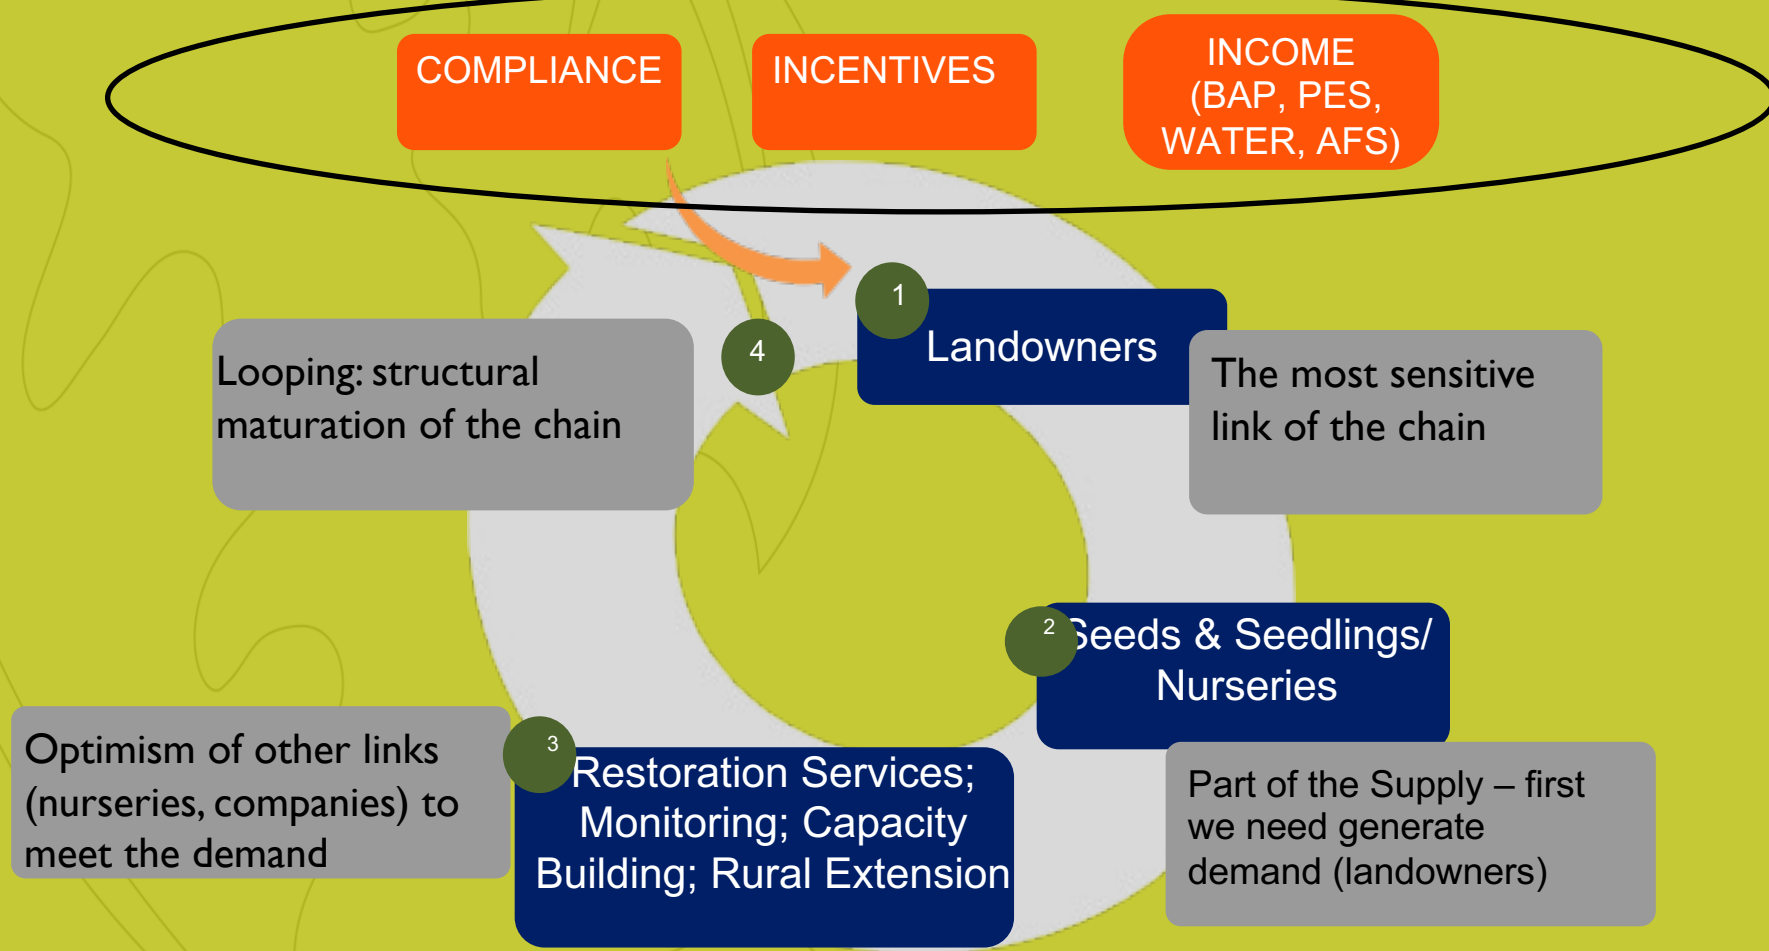 COMPLIANCE
INCENTIVES
INCOME
(BAP, PES,
WATER, AFS)
1
Landowners
The most sensitive
link of the chain
4
Looping: structural
maturation of the chain
2
Seeds & Seedlings/
Nurseries
Part of the Supply – first
we need generate
demand (landowners)
3
Restoration Services;
Monitoring; Capacity
Building; Rural Extension
Optimism of other links
(nurseries, companies) to
meet the demand